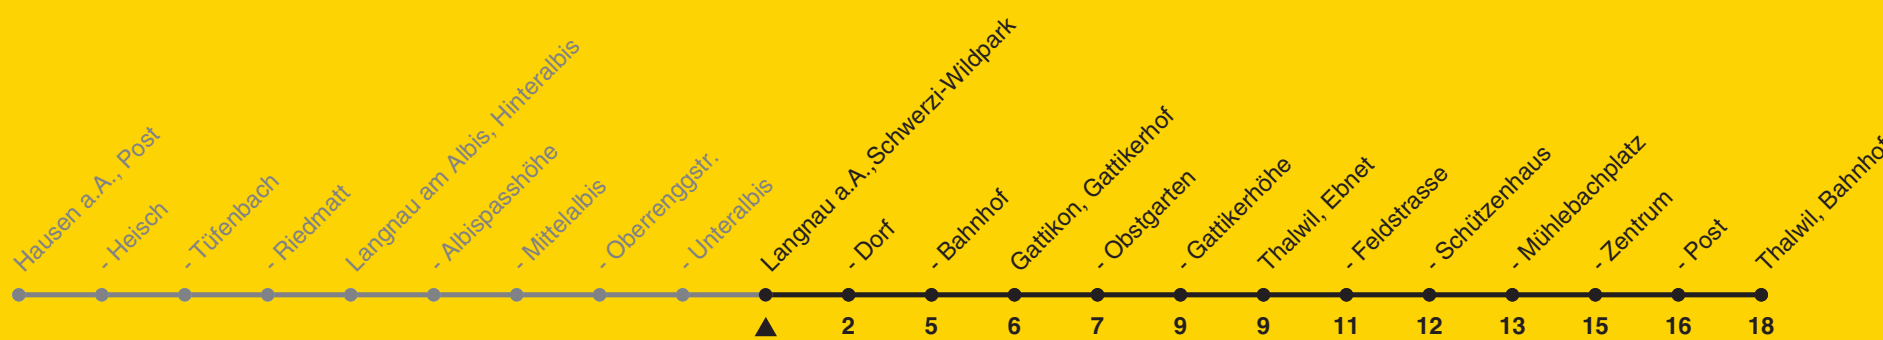 Hausen a.A., Post
- Heisch
- Tüfenbach
- Riedmatt
Langnau am Albis, Hinteralbis
- Albispasshöhe
- Mittelalbis
- Oberrenggstr.
- Unteralbis
Langnau a.A.,Schwerzi-Wildpark
- Dorf
- Bahnhof
Gattikon, Gattikerhof
- Obstgarten
- Gattikerhöhe
Thalwil, Ebnet
- Feldstrasse
- Schützenhaus
- Mühlebachplatz
- Zentrum
- Post
Thalwil, Bahnhof
2 5 6 7 9 9 11 12 13 15 16 18